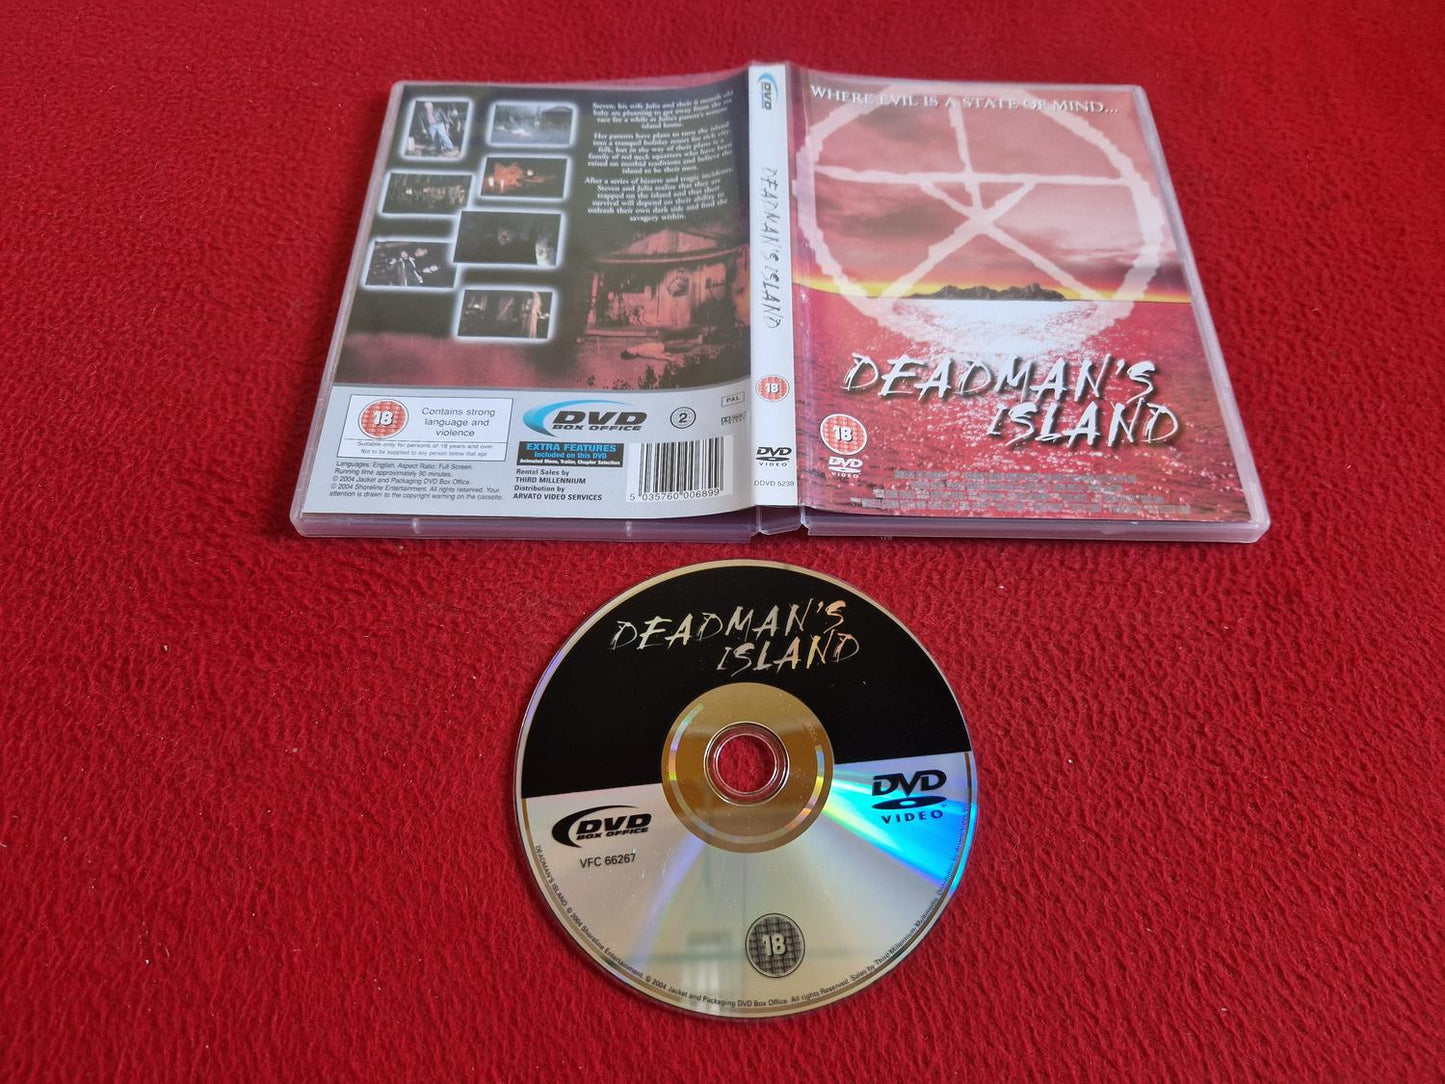 Steven, his wife Julia and their 6 month old
baby are planning to get away from the rat
race for a while at Julia's parent's remote
island home.
Her parents have plans to turn the island
into a tranquil holiday resort for rich city
folk, but in the way of their plans is a
family of red neck squatters who have been
raised on morbid traditions and believe the
island to be their own.
After a series of bizarre and tragic incidents,
Steven and Julia realize that they are
trapped on the island and that their
survival will depend on their ability to
unleash their own dark side and find the
savagery within.
18
Contains strong
language and
violence
Suitable only for persons of 18 years and over
Not to be supplied to any person below that age
Languages: English. Aspect Ratio: Full Screen.
Running time approximately 90 minutes.
© 2004 Jacket and Packaging DVD Box Office.
© 2004 Shoreline Entertainment. All rights reserved. Your
attention is drawn to the copyright warning on the cassette.
DVD
BOX OFFICE
EXTRA FEATURES
Included on this DVD
Animated Menu, Trailer, Chapter Selection
Rental Sales by
THIRD MILLENNIUM
Distribution by
ARVATO VIDEO SERVICES
2
PAL
5 035760 006899
DVD
DEADMAN'S ISLAND
18
DVD
VIDEO
DDVD 5239
WHERE EVIL IS A STATE OF MIND...
DEADMAN'S
ISLAND
18
DVD
VIDEO
DEADMAN'S
ISLAND
DVD
BOX OFFICE
VFC 66267
DVD
VIDEO
18
DEADMAN'S ISLAND. © 2004 Shoreline Entertainment. © 2004 Jacket and Packaging DVD Box Office. All rights Reserved. Sales by Third Millennium Multimedia.